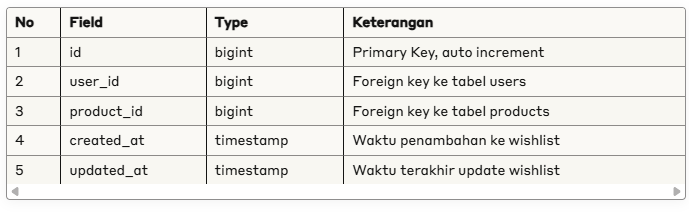 No Field Type Keterangan
1 id bigint Primary Key, auto increment
2 user_id bigint Foreign key ke tabel users
3 product_id bigint Foreign key ke tabel products
4 created_at timestamp Waktu penambahan ke wishlist
5 updated_at timestamp Waktu terakhir update wishlist